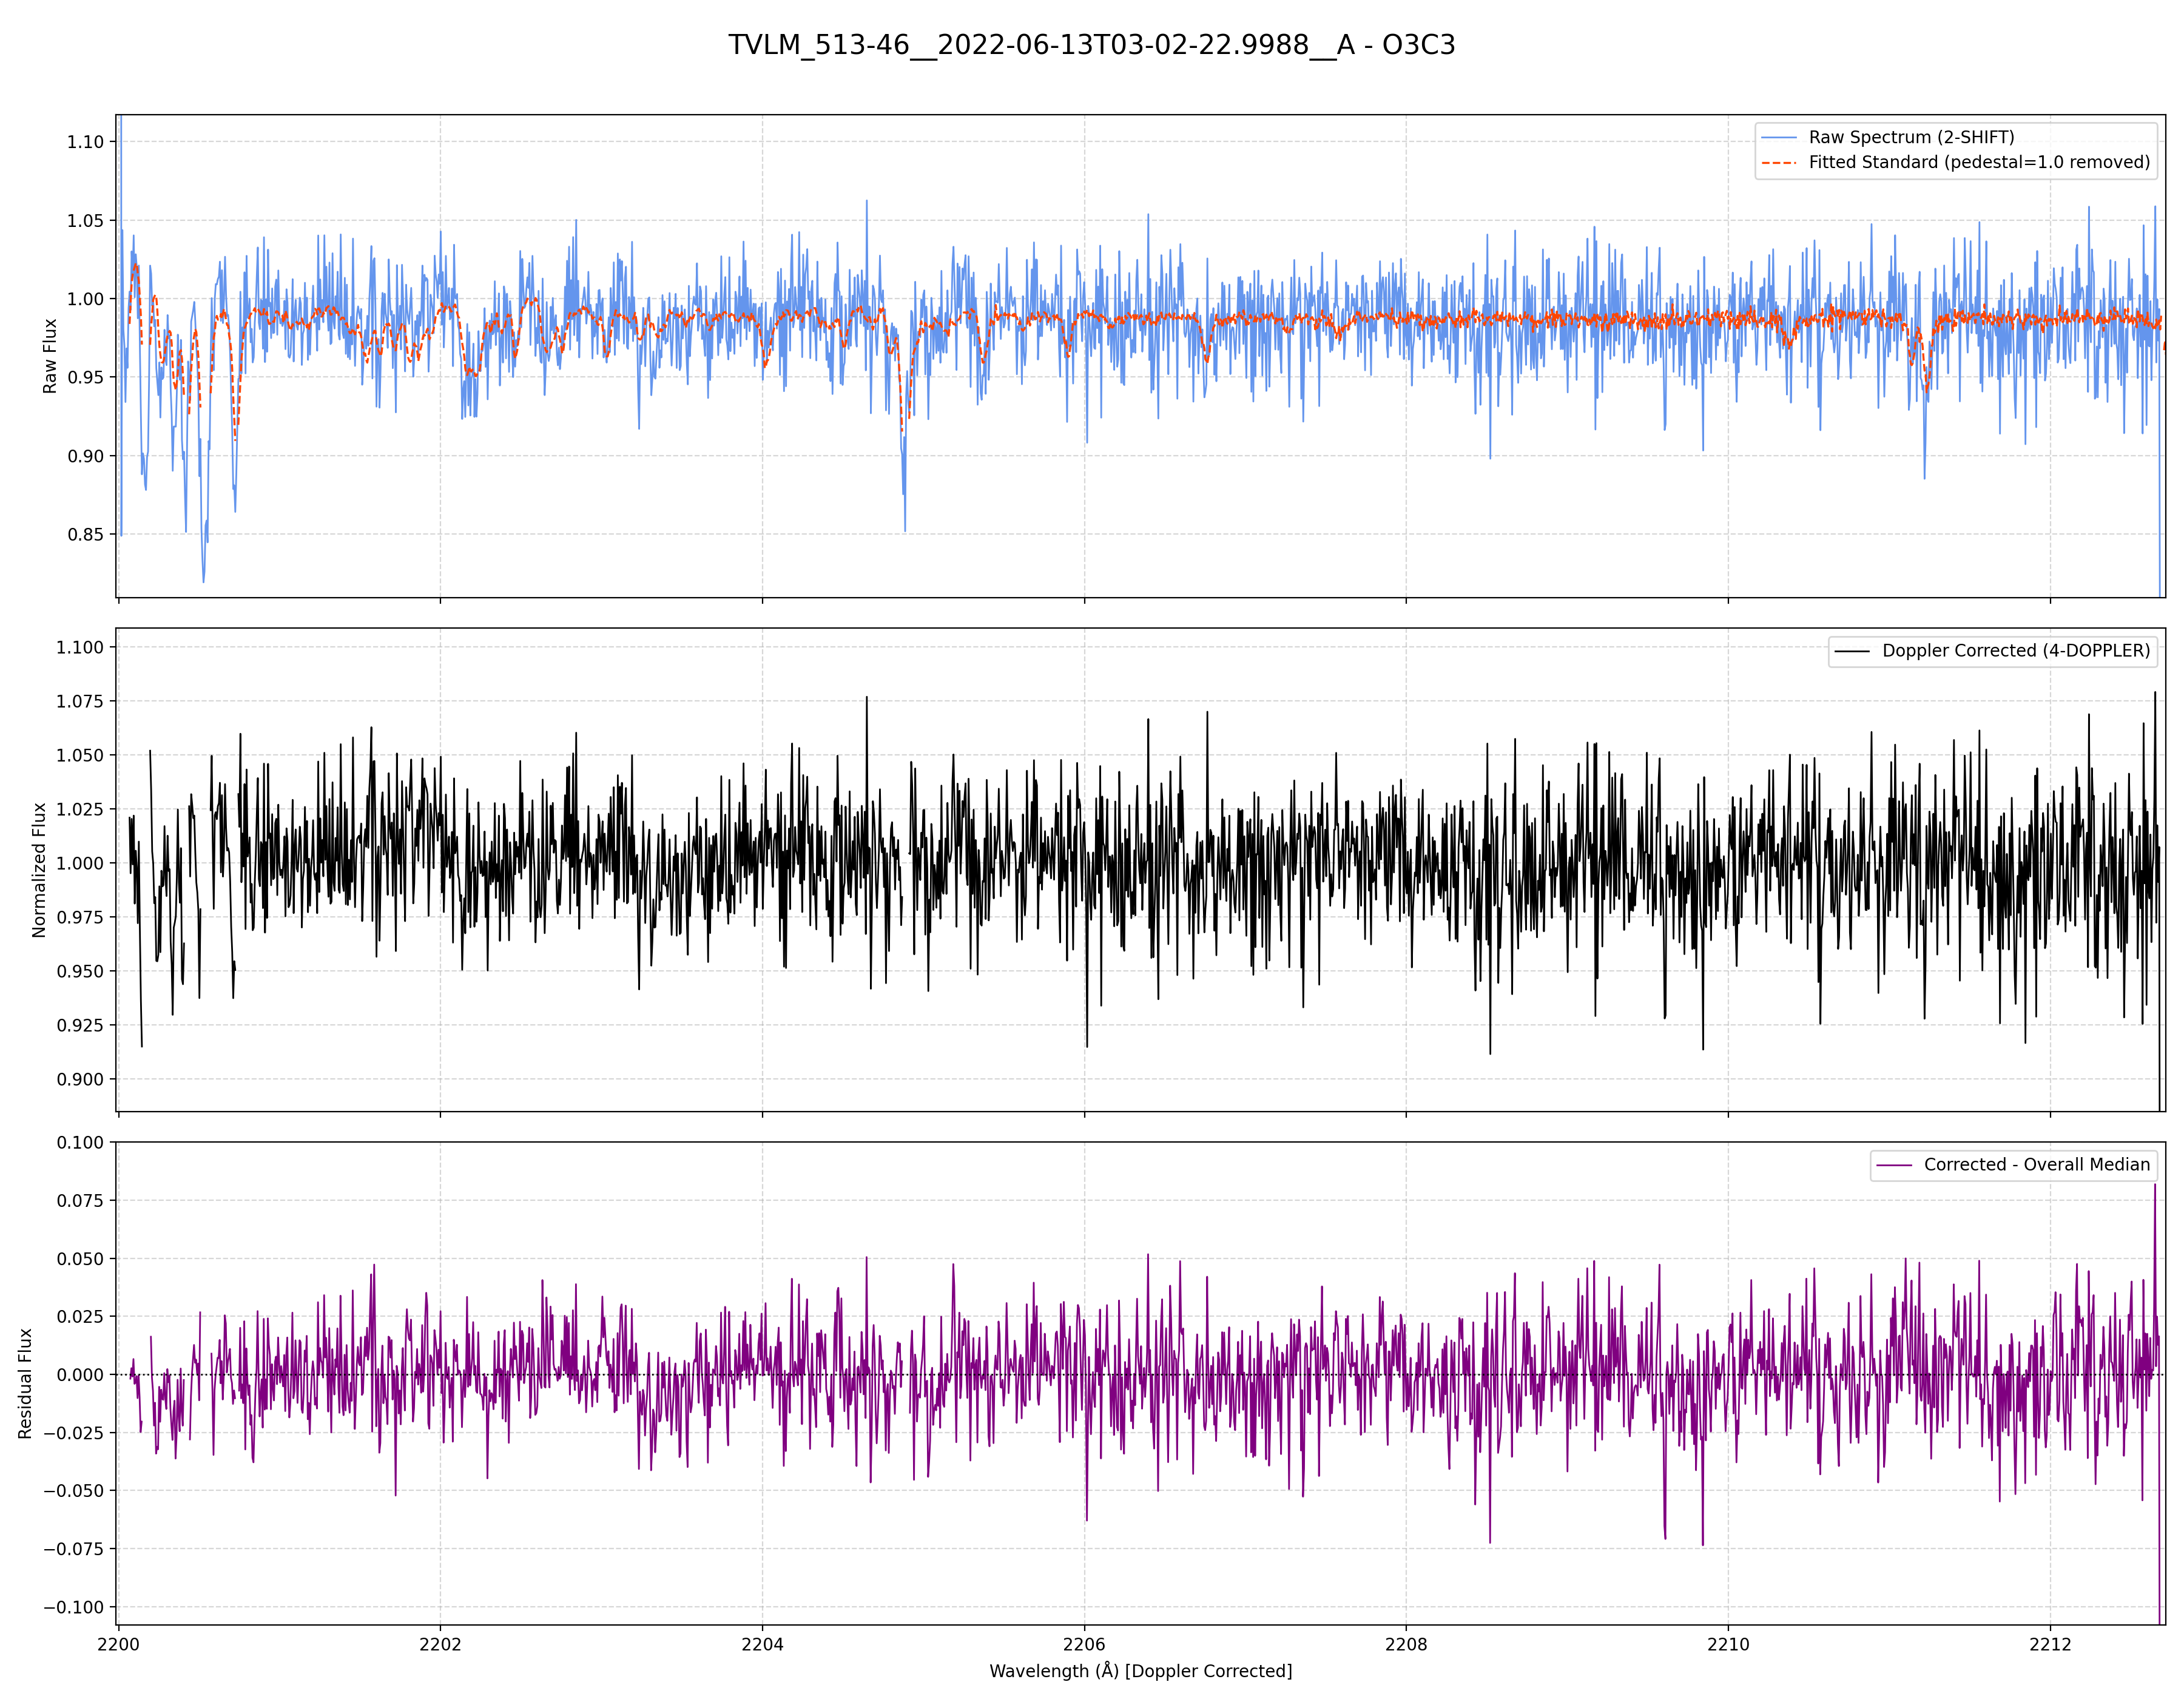 TVLM_513-46__2022-06-13T03-02-22.9988__A - O3C3
Raw Flux
1.10
1.05
1.00
0.95
0.90
0.85
Raw Spectrum (2-SHIFT)
Fitted Standard (pedestal=1.0 removed)
Normalized Flux
1.100
1.075
1.050
1.025
1.000
0.975
0.950
0.925
0.900
Doppler Corrected (4-DOPPLER)
Residual Flux
0.100
0.075
0.050
0.025
0.000
−0.025
−0.050
−0.075
−0.100
Corrected - Overall Median
2200 2202 2204 2206 2208 2210 2212
Wavelength (Å) [Doppler Corrected]